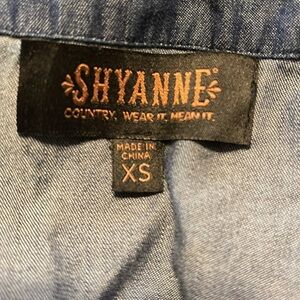 SHYANNE®
COUNTRY. WEAR IT. MEAN IT.
MADE IN
CHINA
XS